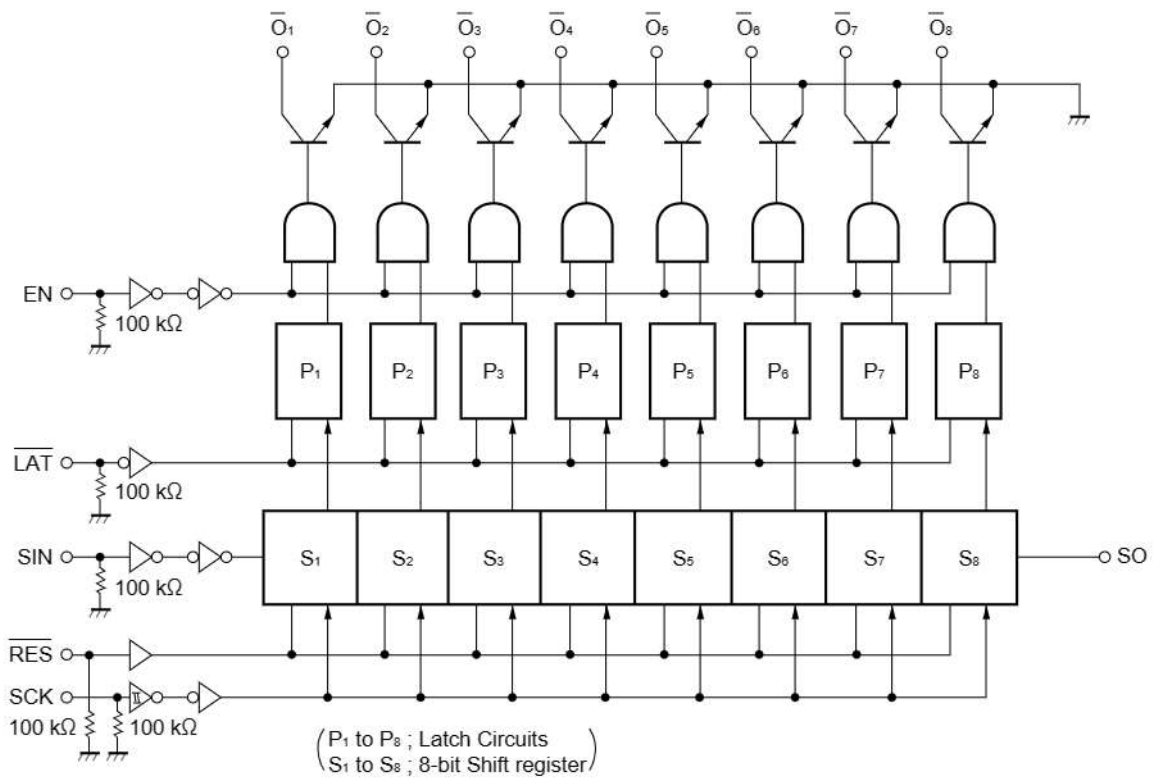 O̅1 O̅2 O̅3 O̅4 O̅5 O̅6 O̅7 O̅8
EN
100 kΩ
P1 P2 P3 P4 P5 P6 P7 P8
L̅A̅T̅
100 kΩ
SIN
100 kΩ
S1 S2 S3 S4 S5 S6 S7 S8
SO
R̅E̅S̅
SCK
100 kΩ 100 kΩ
(P1 to P8 ; Latch Circuits
S1 to S8 ; 8-bit Shift register)